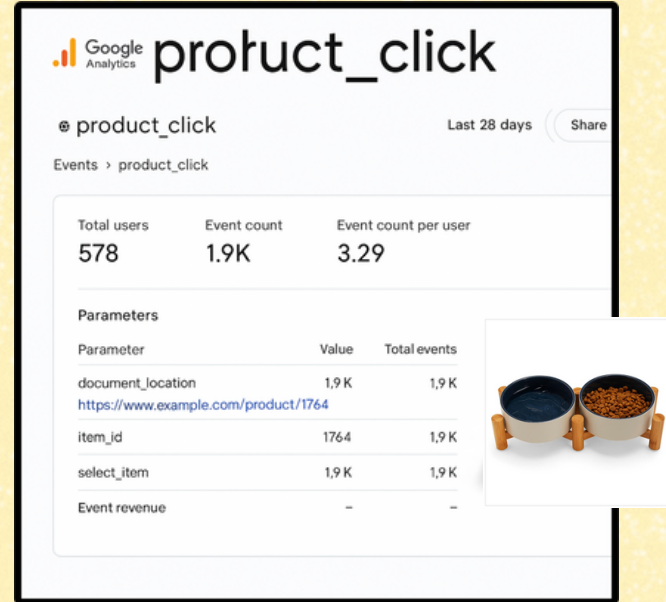 Google Analytics profuct_click
product_click Last 28 days Share
Events › product_click
Total users Event count Event count per user
578 1.9K 3.29
Parameters
Parameter Value Total events
document_location 1,9 K 1,9 K
https://www.example.com/product/1764
item_id 1764 1,9 K
select_item 1,9 K 1,9 K
Event revenue – –